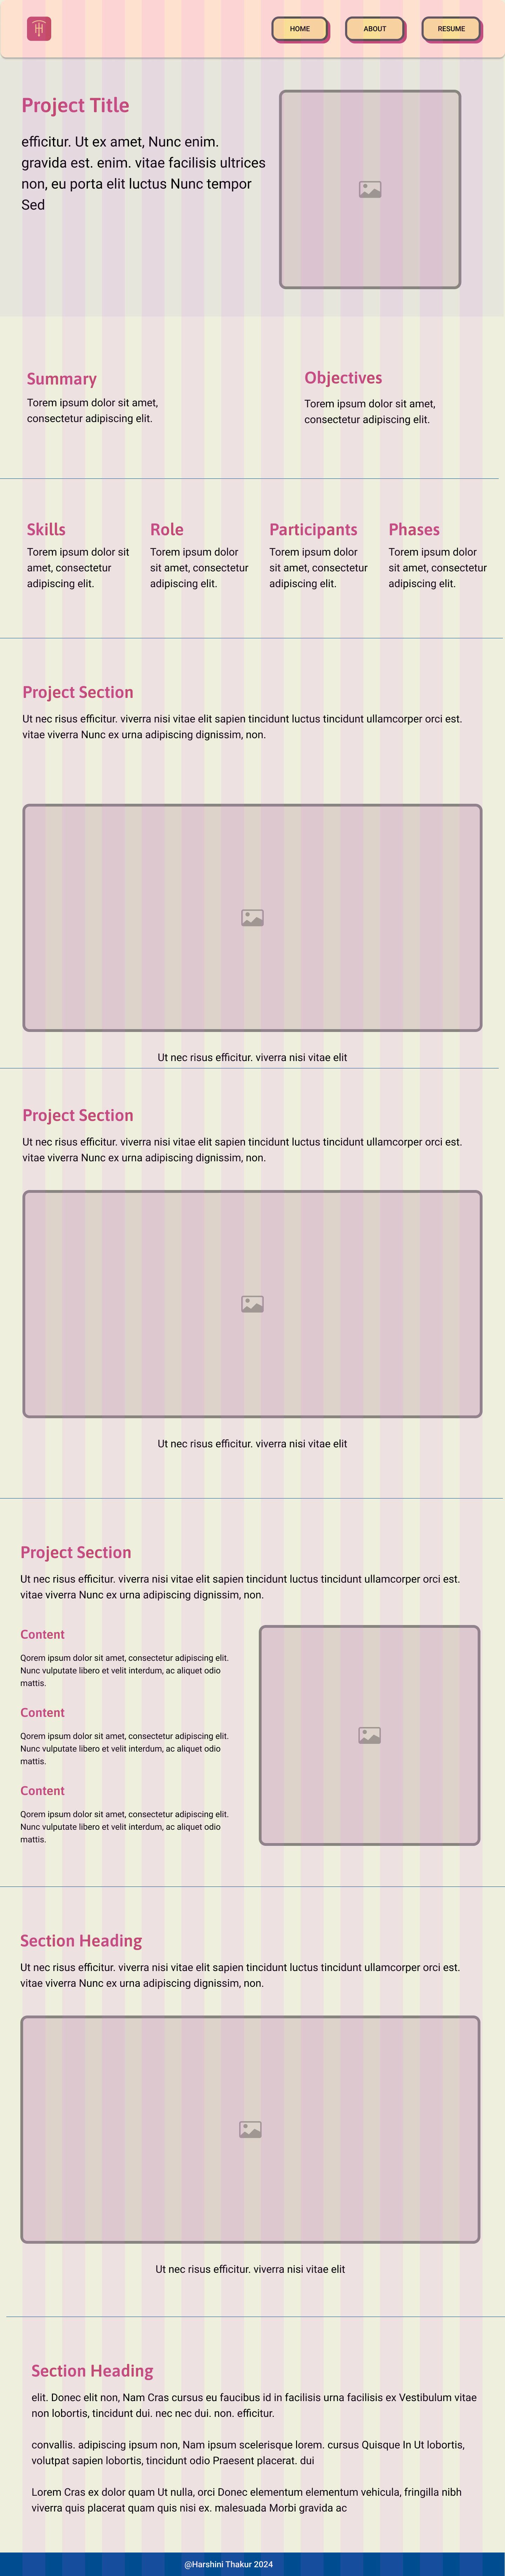 HOME ABOUT RESUME
Project Title
efficitur. Ut ex amet, Nunc enim.
gravida est. enim. vitae facilisis ultrices
non, eu porta elit luctus Nunc tempor
Sed
Summary
Torem ipsum dolor sit amet,
consectetur adipiscing elit.
Objectives
Torem ipsum dolor sit amet,
consectetur adipiscing elit.
Skills
Torem ipsum dolor sit
amet, consectetur
adipiscing elit.
Role
Torem ipsum dolor
sit amet, consectetur
adipiscing elit.
Participants
Torem ipsum dolor
sit amet, consectetur
adipiscing elit.
Phases
Torem ipsum dolor
sit amet, consectetur
adipiscing elit.
Project Section
Ut nec risus efficitur. viverra nisi vitae elit sapien tincidunt luctus tincidunt ullamcorper orci est.
vitae viverra Nunc ex urna adipiscing dignissim, non.
Ut nec risus efficitur. viverra nisi vitae elit
Project Section
Ut nec risus efficitur. viverra nisi vitae elit sapien tincidunt luctus tincidunt ullamcorper orci est.
vitae viverra Nunc ex urna adipiscing dignissim, non.
Ut nec risus efficitur. viverra nisi vitae elit
Project Section
Ut nec risus efficitur. viverra nisi vitae elit sapien tincidunt luctus tincidunt ullamcorper orci est.
vitae viverra Nunc ex urna adipiscing dignissim, non.
Content
Qorem ipsum dolor sit amet, consectetur adipiscing elit.
Nunc vulputate libero et velit interdum, ac aliquet odio
mattis.
Content
Qorem ipsum dolor sit amet, consectetur adipiscing elit.
Nunc vulputate libero et velit interdum, ac aliquet odio
mattis.
Content
Qorem ipsum dolor sit amet, consectetur adipiscing elit.
Nunc vulputate libero et velit interdum, ac aliquet odio
mattis.
Section Heading
Ut nec risus efficitur. viverra nisi vitae elit sapien tincidunt luctus tincidunt ullamcorper orci est.
vitae viverra Nunc ex urna adipiscing dignissim, non.
Ut nec risus efficitur. viverra nisi vitae elit
Section Heading
elit. Donec elit non, Nam Cras cursus eu faucibus id in facilisis urna facilisis ex Vestibulum vitae
non lobortis, tincidunt dui. nec nec dui. non. efficitur.
convallis. adipiscing ipsum non, Nam ipsum scelerisque lorem. cursus Quisque In Ut lobortis,
volutpat sapien lobortis, tincidunt odio Praesent placerat. dui
Lorem Cras ex dolor quam Ut nulla, orci Donec elementum elementum vehicula, fringilla nibh
viverra quis placerat quam quis nisi ex. malesuada Morbi gravida ac
@Harshini Thakur 2024